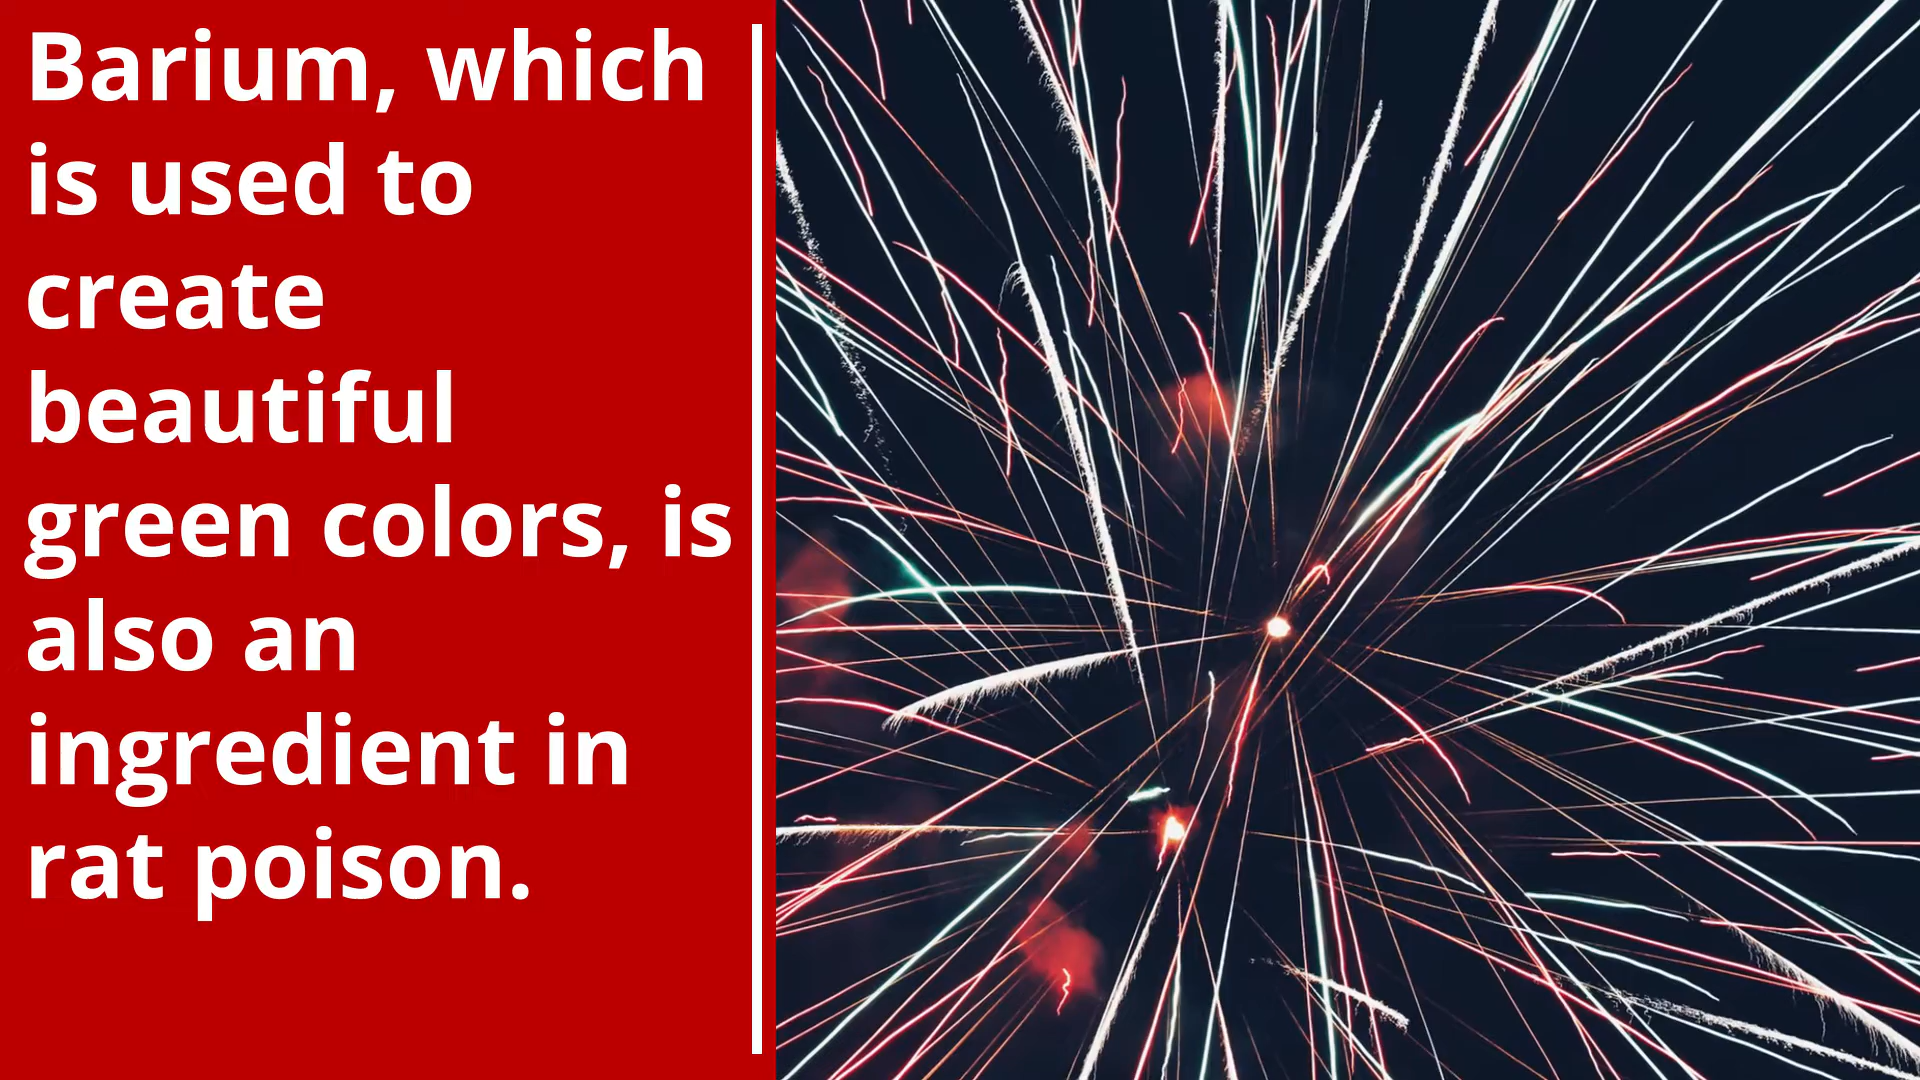 Barium, which
is used to
create
beautiful
green colors, is
also an
ingredient in
rat poison.